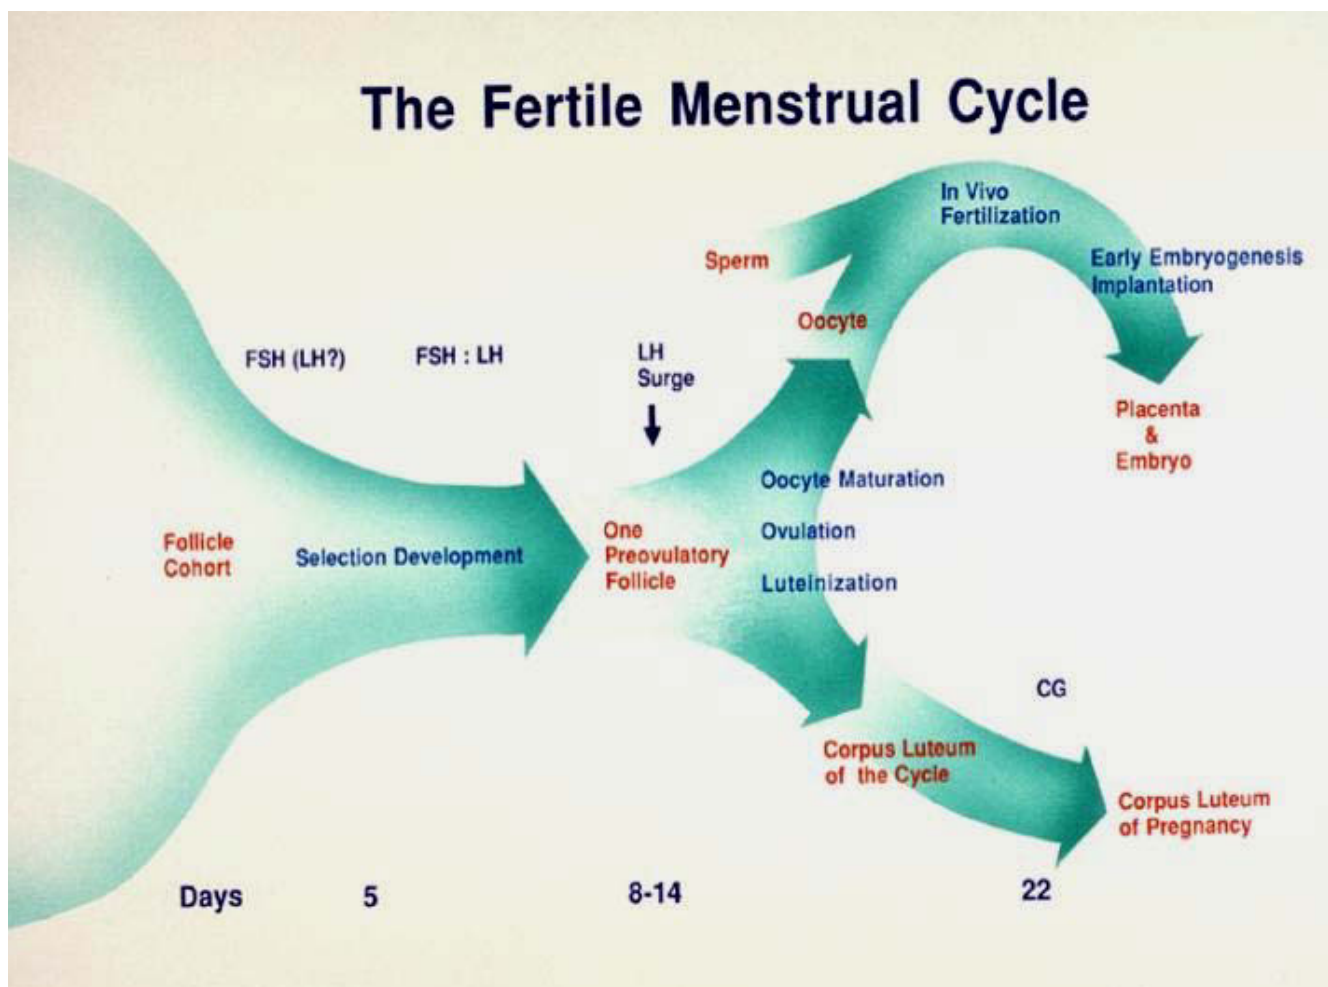 The Fertile Menstrual Cycle
In Vivo
Fertilization
Sperm
Early Embryogenesis
Implantation
Oocyte
FSH (LH?)
FSH : LH
LH
Surge
Placenta
&
Embryo
Oocyte Maturation
Ovulation
Luteinization
One
Preovulatory
Follicle
Follicle
Cohort
Selection Development
CG
Corpus Luteum
of the Cycle
Corpus Luteum
of Pregnancy
Days 5 8-14 22